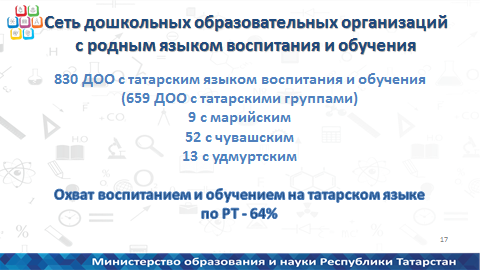 Сеть дошкольных образовательных организаций
с родным языком воспитания и обучения
830 ДОО с татарским языком воспитания и обучения
(659 ДОО с татарскими группами)
9 с марийским
52 с чувашским
13 с удмуртским
Охват воспитанием и обучением на татарском языке
по РТ - 64%
17
Министерство образования и науки Республики Татарстан